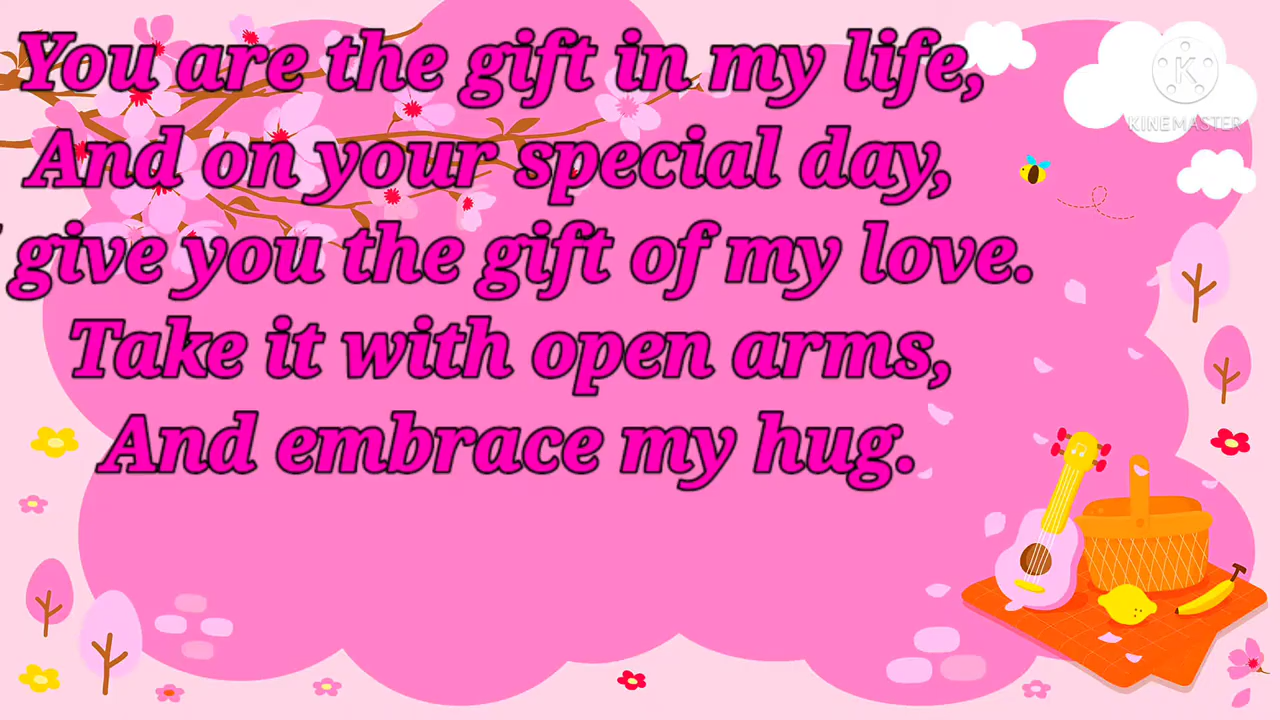 You are the gift in my life,
And on your special day,
give you the gift of my love.
Take it with open arms,
And embrace my hug.
K
KINEMASTER